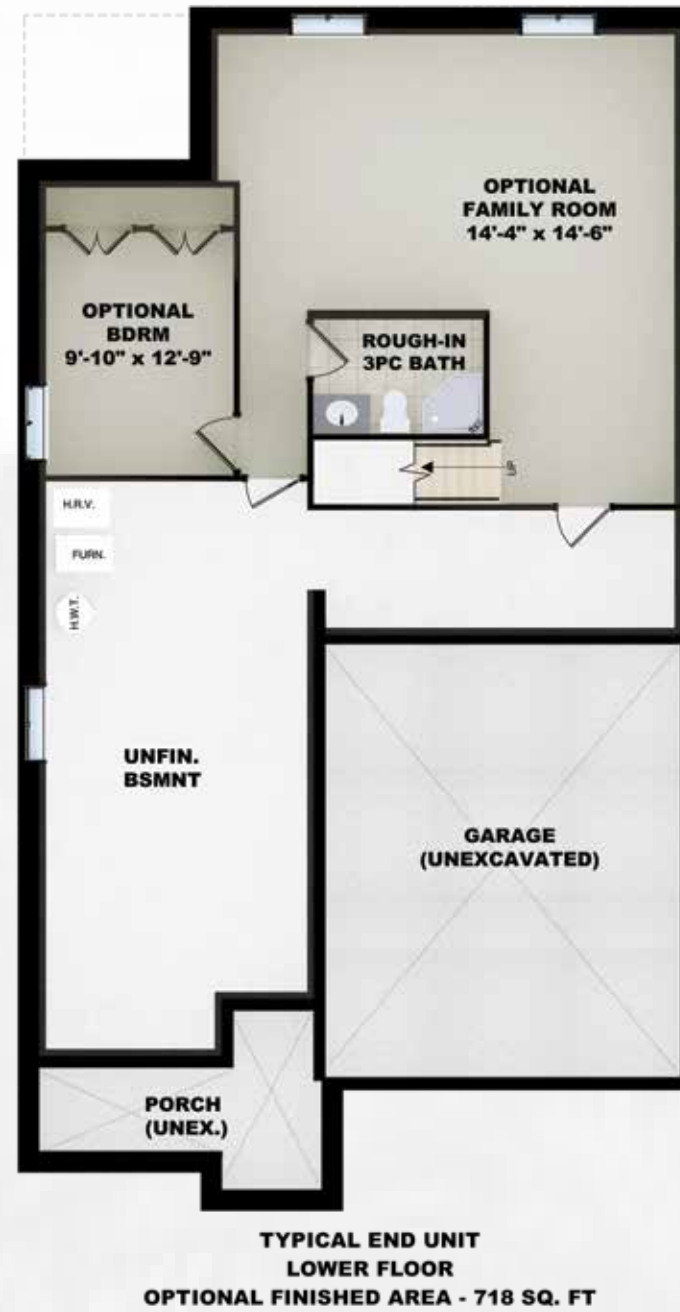 OPTIONAL
FAMILY ROOM
14'-4" x 14'-6"
OPTIONAL
BDRM
9'-10" x 12'-9"
ROUGH-IN
3PC BATH
UP
H.R.V.
FURN.
H.W.T.
UNFIN.
BSMNT
GARAGE
(UNEXCAVATED)
PORCH
(UNEX.)
TYPICAL END UNIT
LOWER FLOOR
OPTIONAL FINISHED AREA - 718 SQ. FT